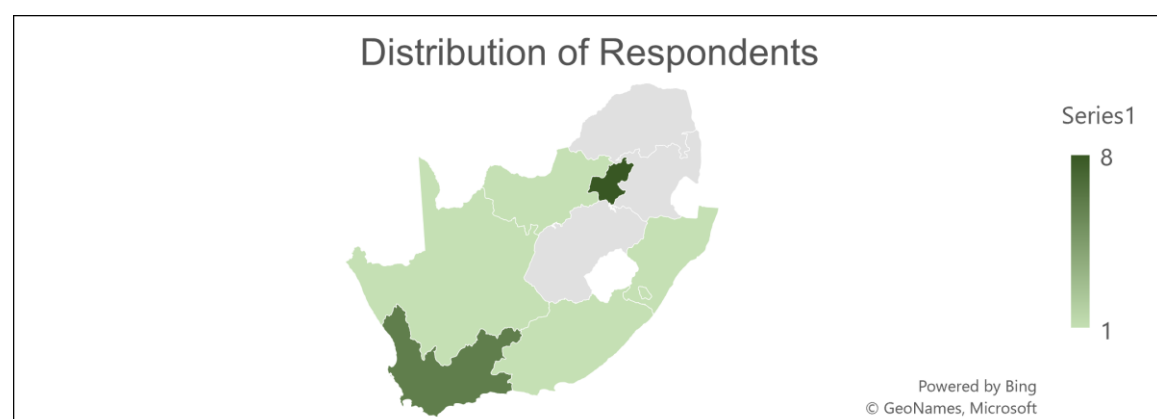 Distribution of Respondents
Series1
8
1
Powered by Bing
© GeoNames, Microsoft